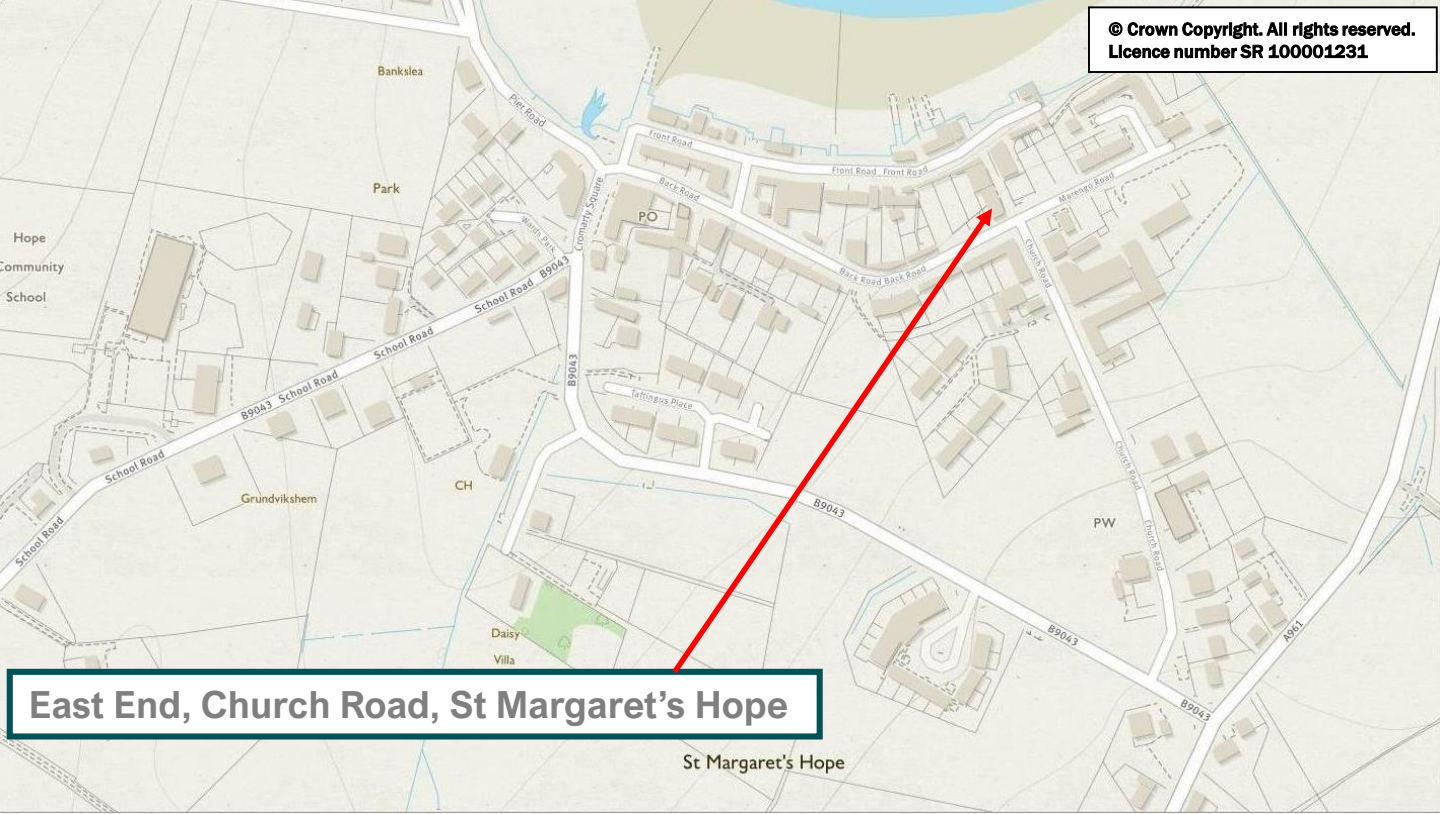 © Crown Copyright. All rights reserved.
Licence number SR 100001231
Bankslea
Pier Road
Front Road
Front Road Front Road
Park
Back Road
Marengo Road
PO
Cromarty Square
Wards Park
Hope
Community
School
Church Road
B9043
School Road
Back Road Back Road
School Road
B9043
B9043 School Road
Taftingus Place
School Road
Church Road
Grundvikshem
CH
B9043
PW
Church Road
School Road
Daisy
Villa
B9043
A961
East End, Church Road, St Margaret’s Hope
B9043
St Margaret's Hope